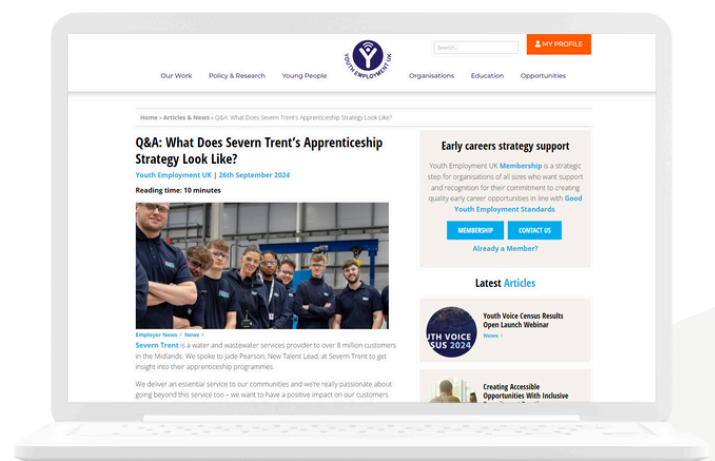 Search...
MY PROFILE
YOUTH EMPLOYMENT UK
Our Work Policy & Research Young People Organisations Education Opportunities
Home » Articles & News » Q&A: What Does Severn Trent's Apprenticeship Strategy Look Like?
Q&A: What Does Severn Trent's Apprenticeship
Strategy Look Like?
Youth Employment UK | 26th September 2024
Reading time: 10 minutes
Employer News
News
Severn Trent is a water and wastewater services provider to over 8 million customers
in the Midlands. We spoke to Jade Pearson, New Talent Lead, at Severn Trent to get
insight into their apprenticeship programmes.
We deliver an essential service to our communities and we're really passionate about
going beyond this service too – we want to have a positive impact on our customers
Early careers strategy support
Youth Employment UK Membership is a strategic
step for organisations of all sizes who want support
and recognition for their commitment to creating
quality early career opportunities in line with Good
Youth Employment Standards.
MEMBERSHIP CONTACT US
Already a Member?
Latest Articles
UTH VOICE
SUS 2024
Youth Voice Census Results
Open Launch Webinar
News
Creating Accessible
Opportunities With Inclusive